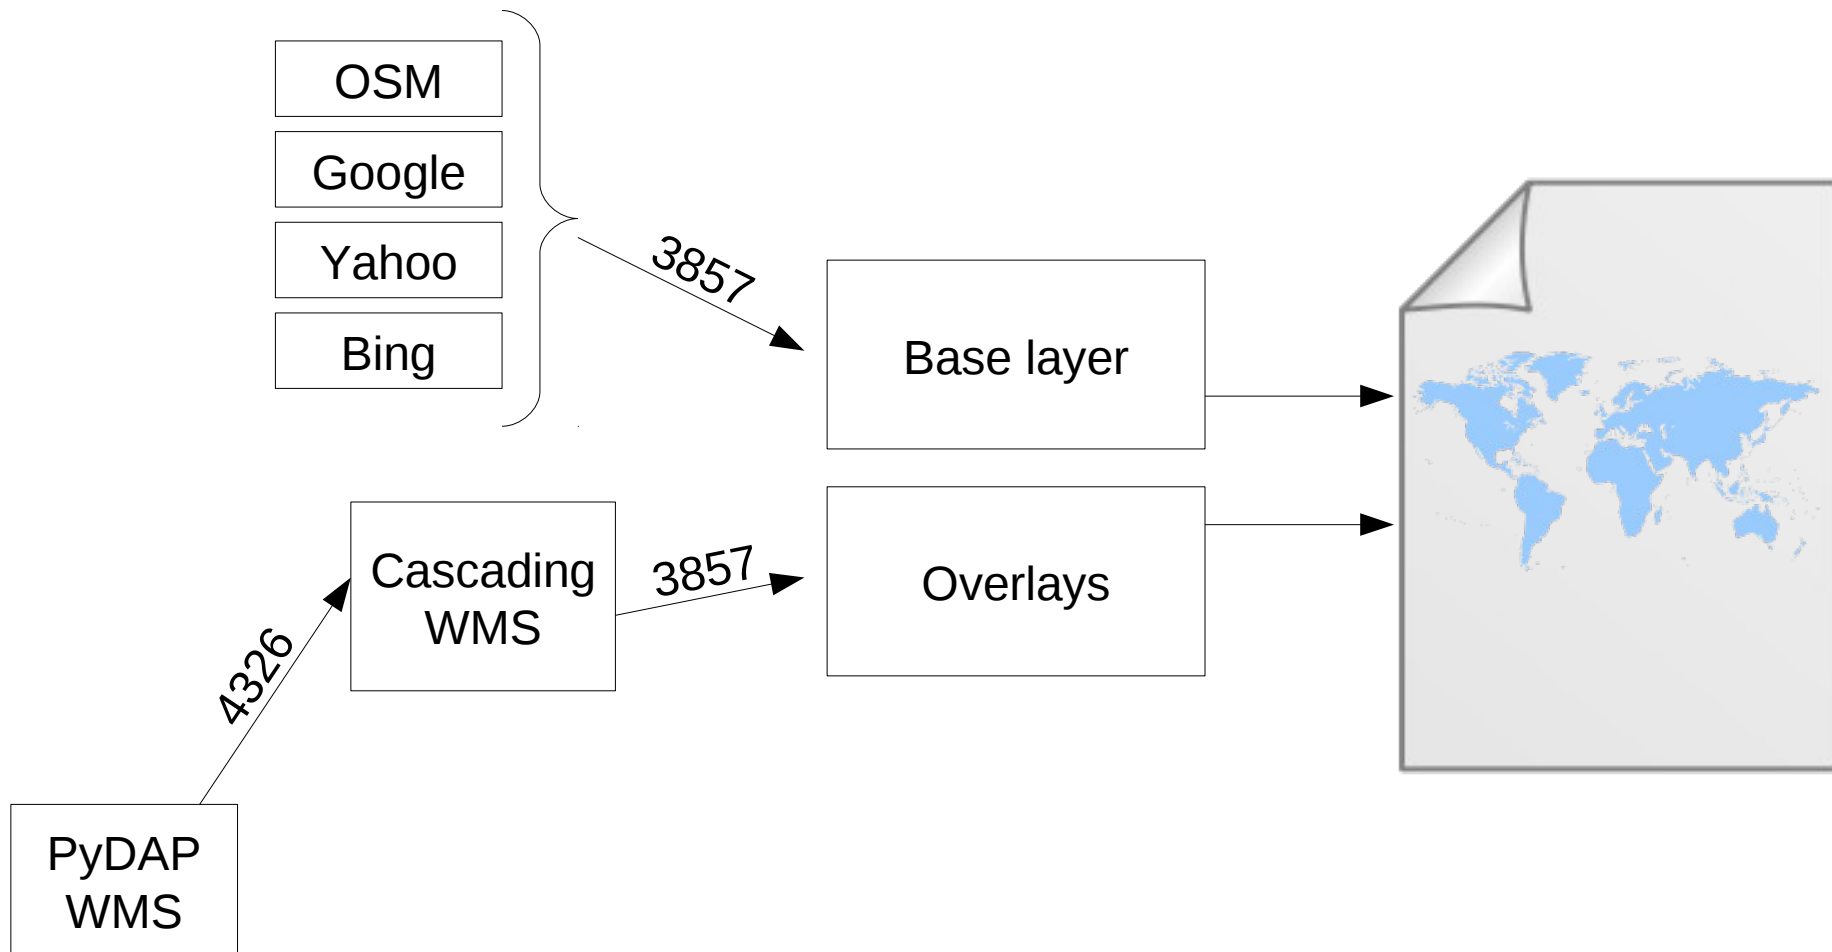 OSM
Google
Yahoo
Bing
3857
Base layer
Cascading
WMS
3857
Overlays
4326
PyDAP
WMS